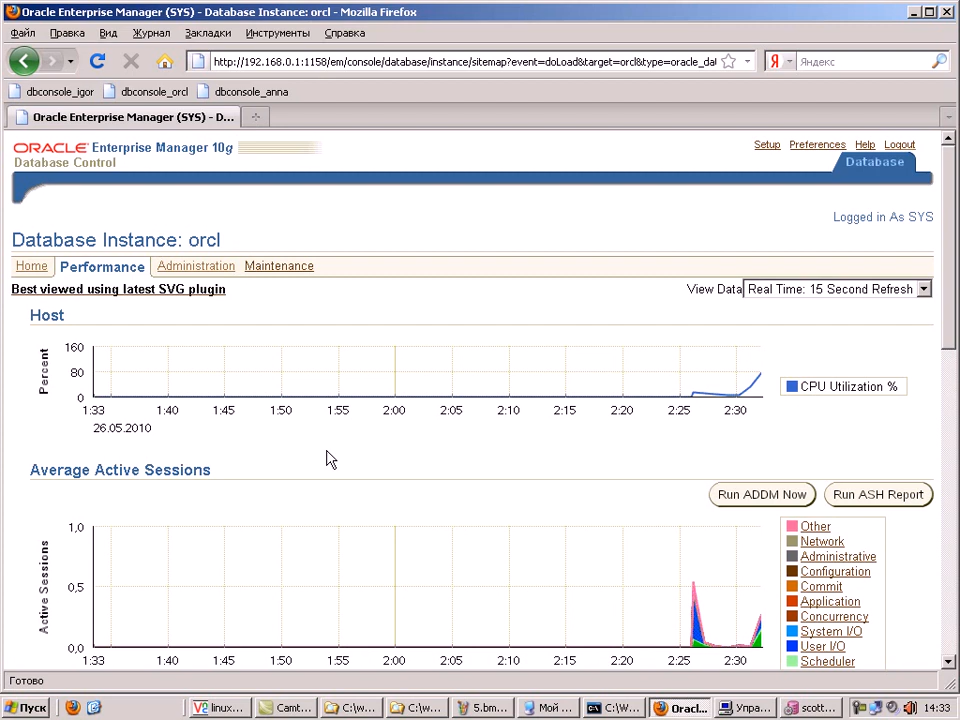 Oracle Enterprise Manager (SYS) - Database Instance: orcl - Mozilla Firefox
Файл Правка Вид Журнал Закладки Инструменты Справка
http://192.168.0.1:1158/em/console/database/instance/sitemap?event=doLoad&target=orcl&type=oracle_dal Яндекс
dbconsole_igor dbconsole_orcl dbconsole_anna
Oracle Enterprise Manager (SYS) - D...
ORACLE Enterprise Manager 10g
Database Control
Setup Preferences Help Logout
Database
Logged in As SYS
Database Instance: orcl
Home Performance Administration Maintenance
Best viewed using latest SVG plugin
View Data Real Time: 15 Second Refresh
Host
Percent
160
80
0
1:33 1:40 1:45 1:50 1:55 2:00 2:05 2:10 2:15 2:20 2:25 2:30
26.05.2010
CPU Utilization %
Average Active Sessions
Run ADDM Now Run ASH Report
Active Sessions
1,0
0,5
0,0
1:33 1:40 1:45 1:50 1:55 2:00 2:05 2:10 2:15 2:20 2:25 2:30
Other
Network
Administrative
Configuration
Commit
Application
Concurrency
System I/O
User I/O
Scheduler
Готово
Пуск linux... Camt... C:\w... C:\w... 5.bm... Мой ... C:\W... Oracl... Упра... scott... 14:33